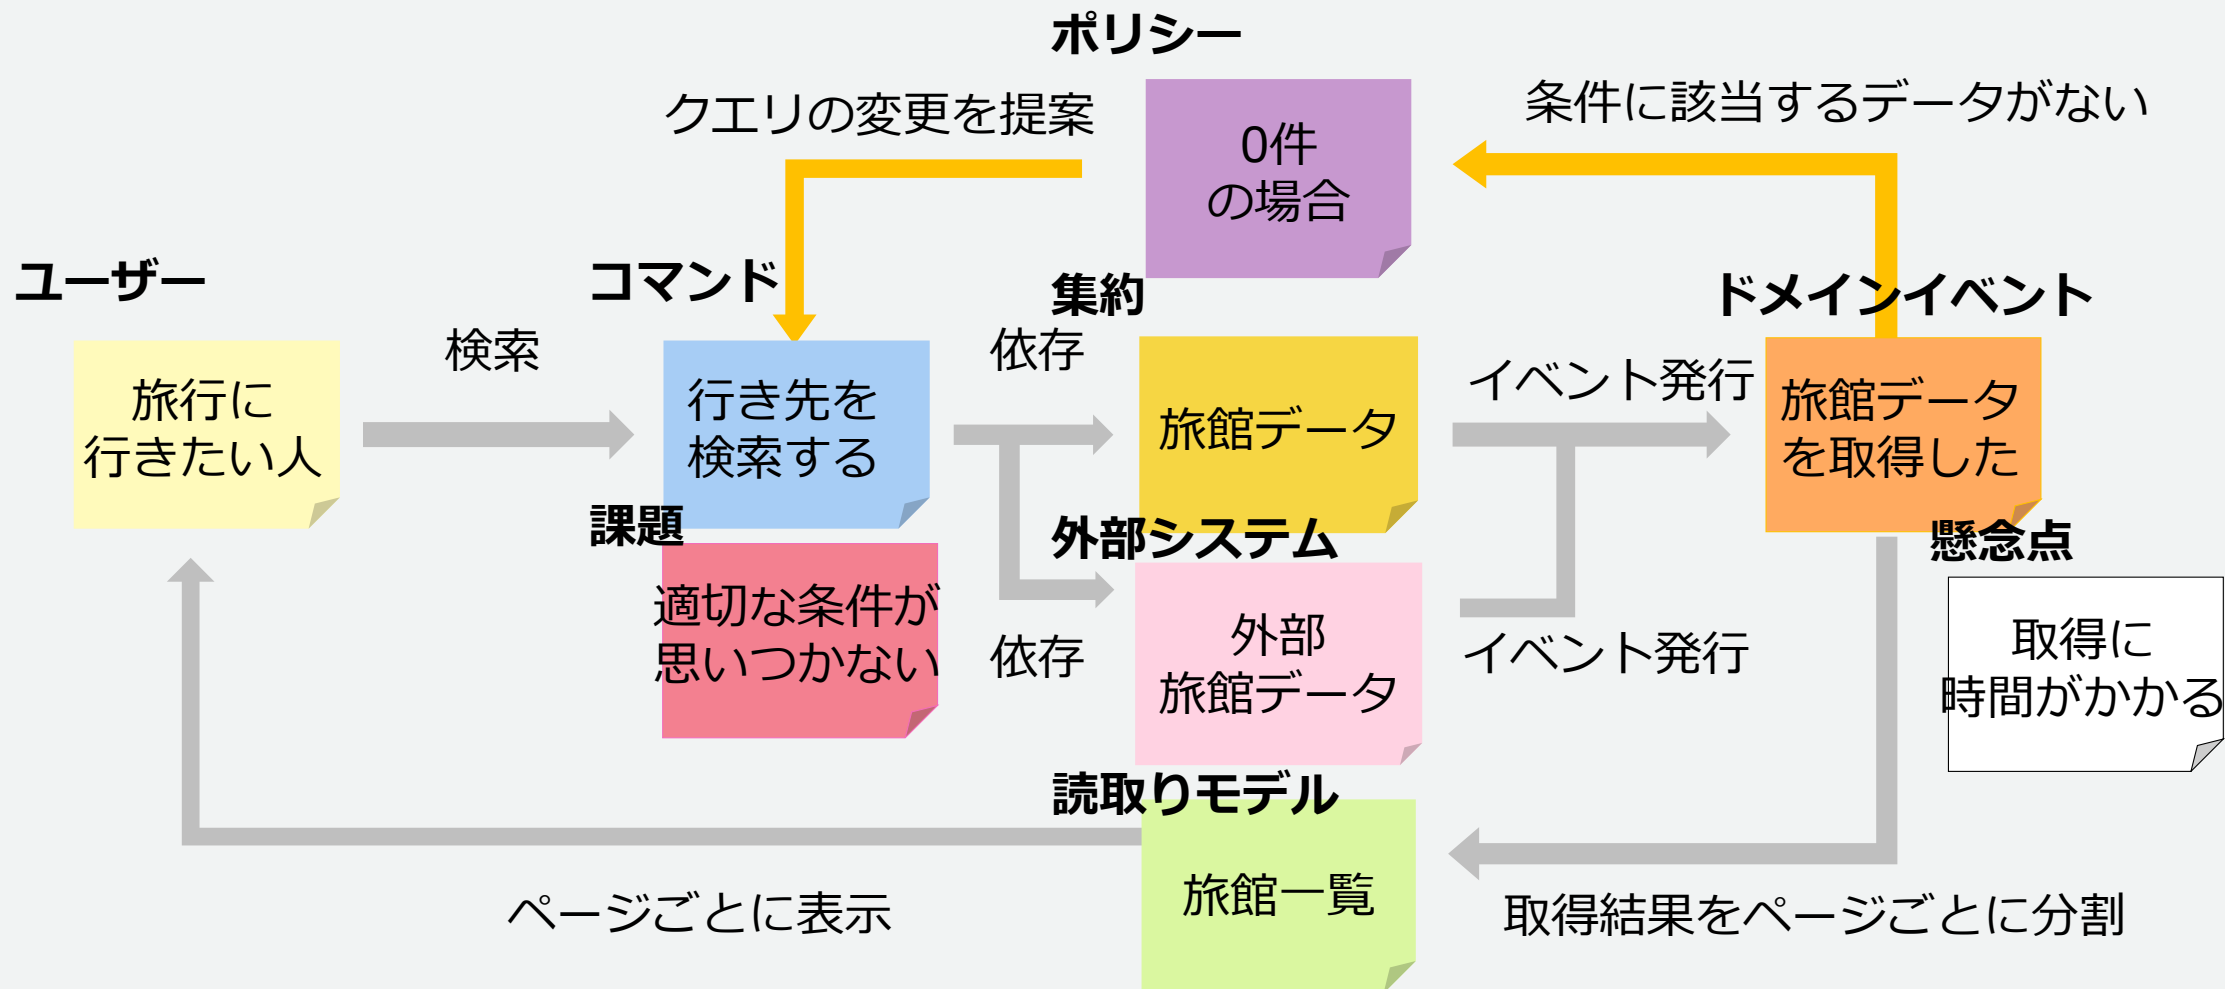 ポリシー
クエリの変更を提案
0件
の場合
条件に該当するデータがない
ユーザー
コマンド
集約
ドメインイベント
検索
依存
イベント発行
旅行に
行きたい人
行き先を
検索する
旅館データ
旅館データ
を取得した
課題
外部システム
懸念点
適切な条件が
思いつかない
依存
外部
旅館データ
イベント発行
取得に
時間がかかる
読取りモデル
旅館一覧
ページごとに表示
取得結果をページごとに分割